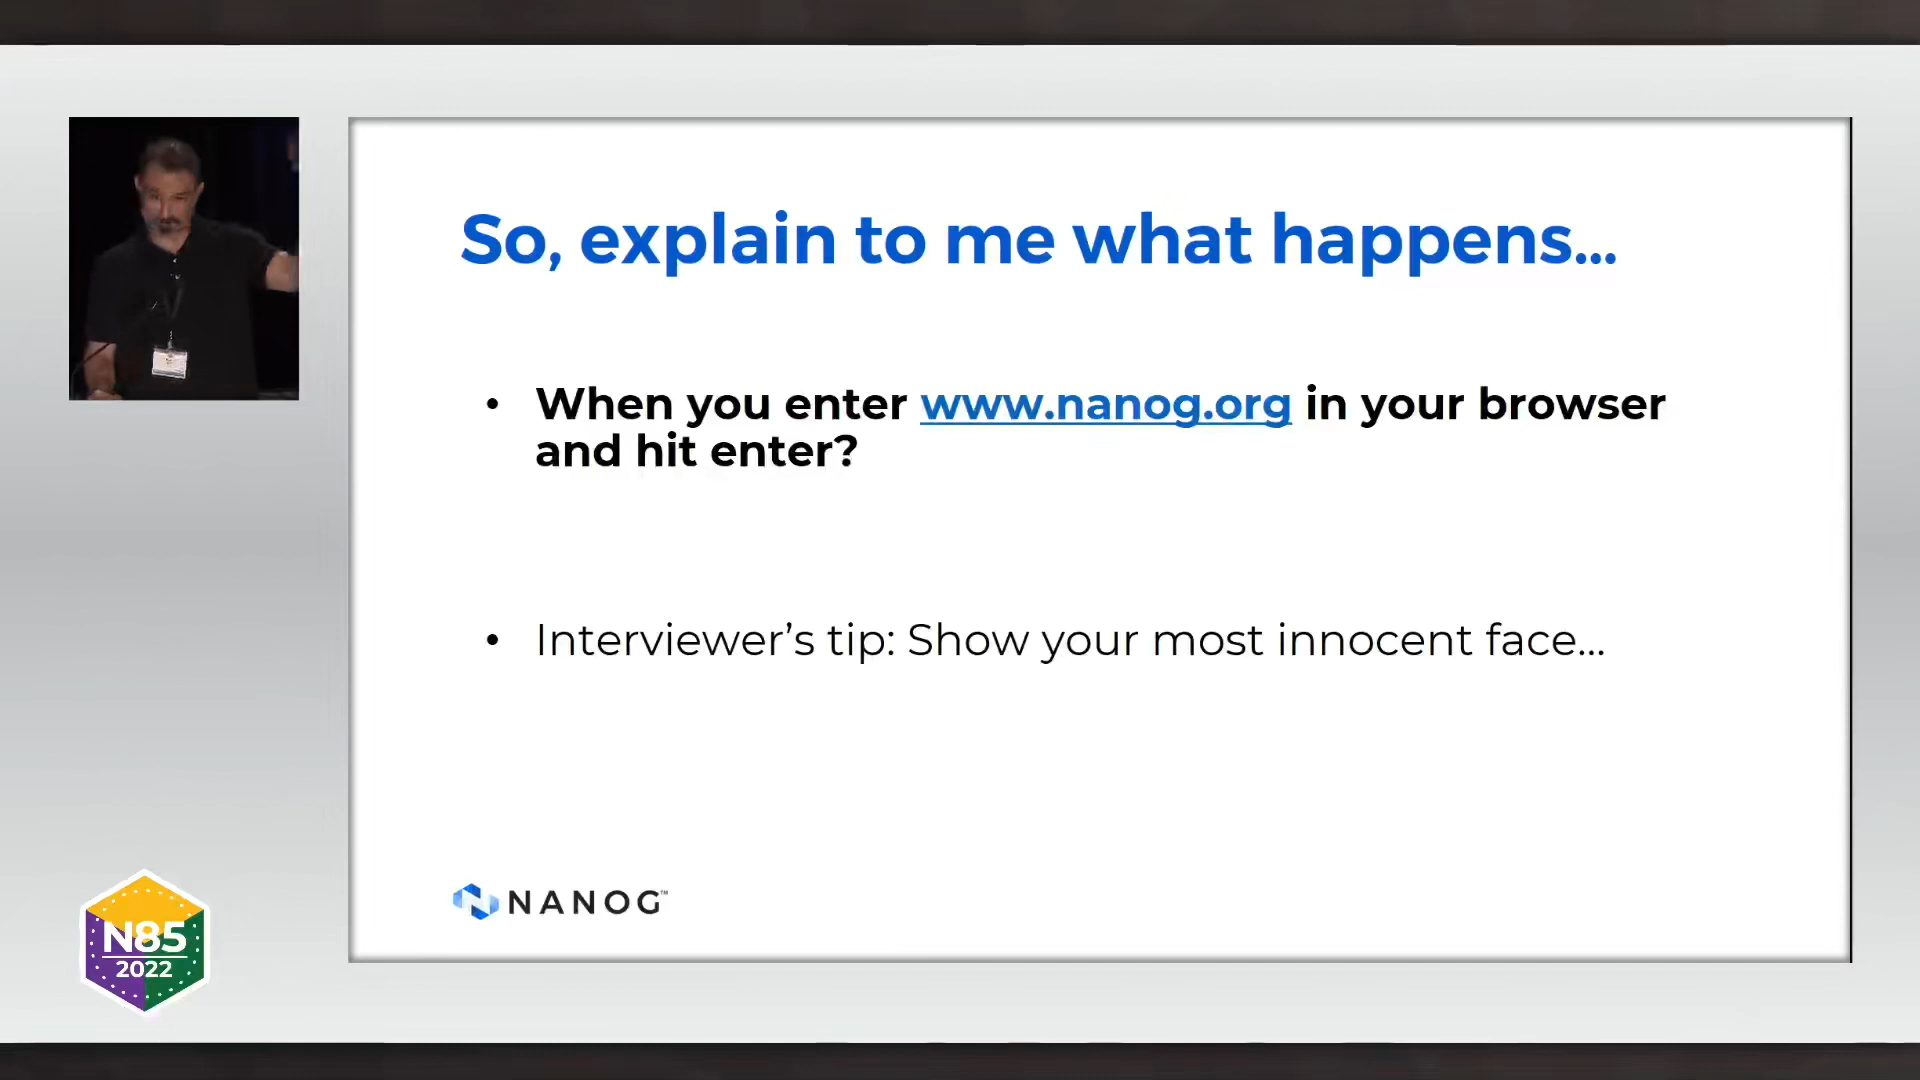 So, explain to me what happens...
• When you enter www.nanog.org in your browser
and hit enter?
• Interviewer’s tip: Show your most innocent face...
NANOG™
N85
2022